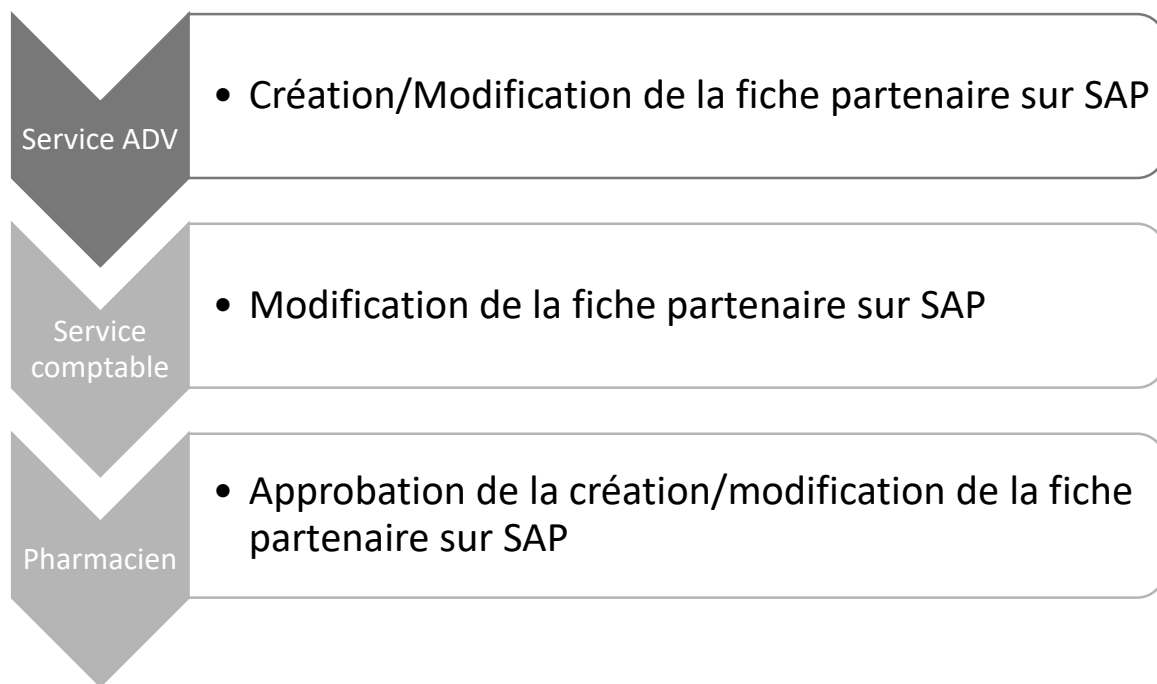 Service ADV
• Création/Modification de la fiche partenaire sur SAP
Service
comptable
• Modification de la fiche partenaire sur SAP
Pharmacien
• Approbation de la création/modification de la fiche
partenaire sur SAP